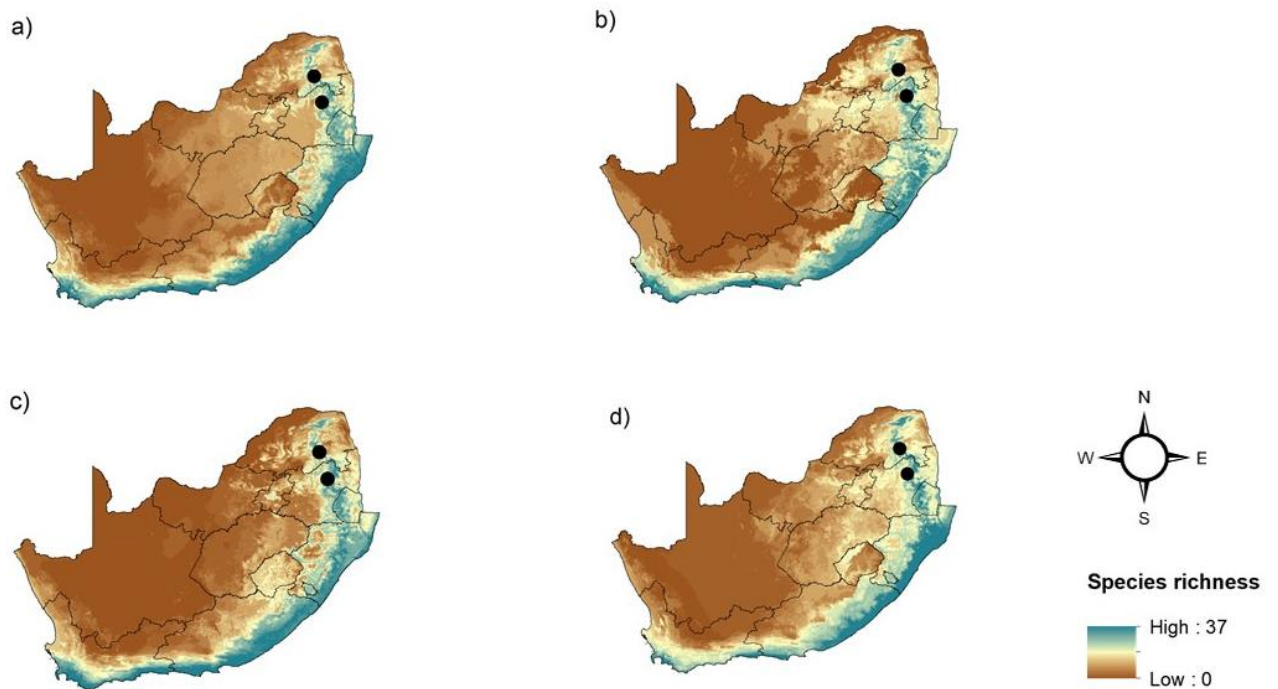 a)
b)
c)
d)
N
W E
S
Species richness
High : 37
Low : 0